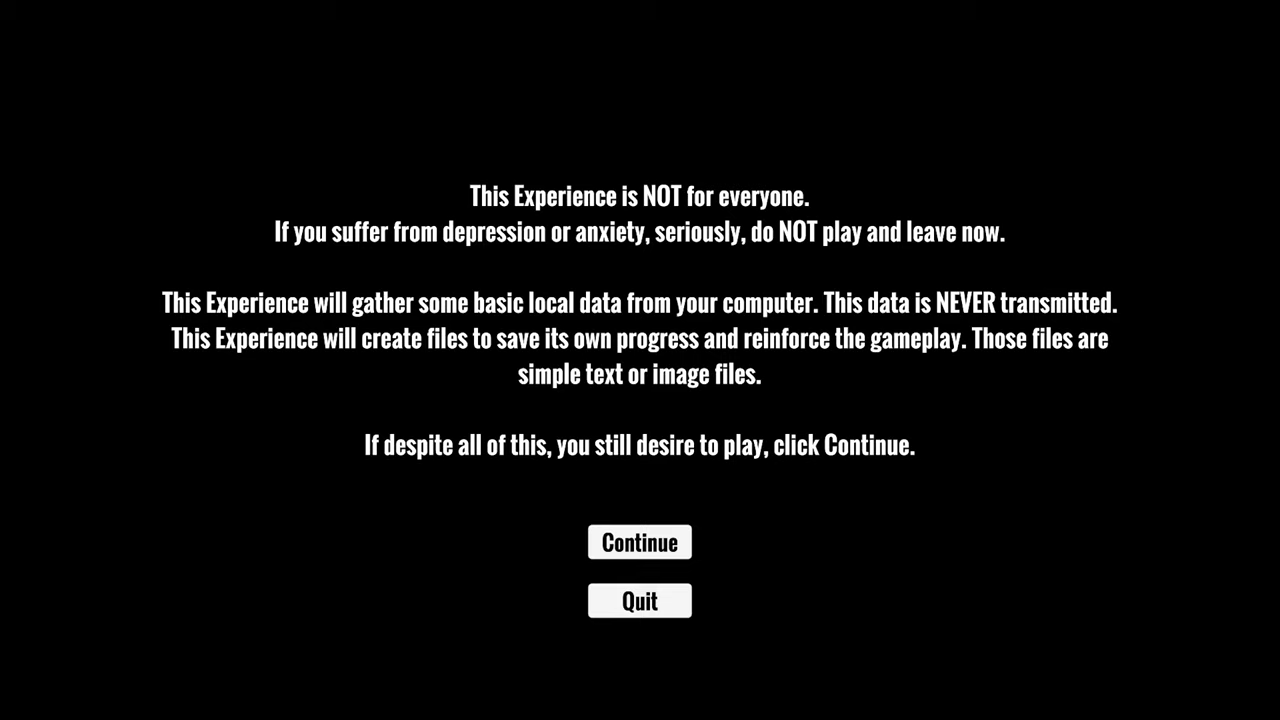 This Experience is NOT for everyone.
If you suffer from depression or anxiety, seriously, do NOT play and leave now.
This Experience will gather some basic local data from your computer. This data is NEVER transmitted.
This Experience will create files to save its own progress and reinforce the gameplay. Those files are
simple text or image files.
If despite all of this, you still desire to play, click Continue.
Continue
Quit